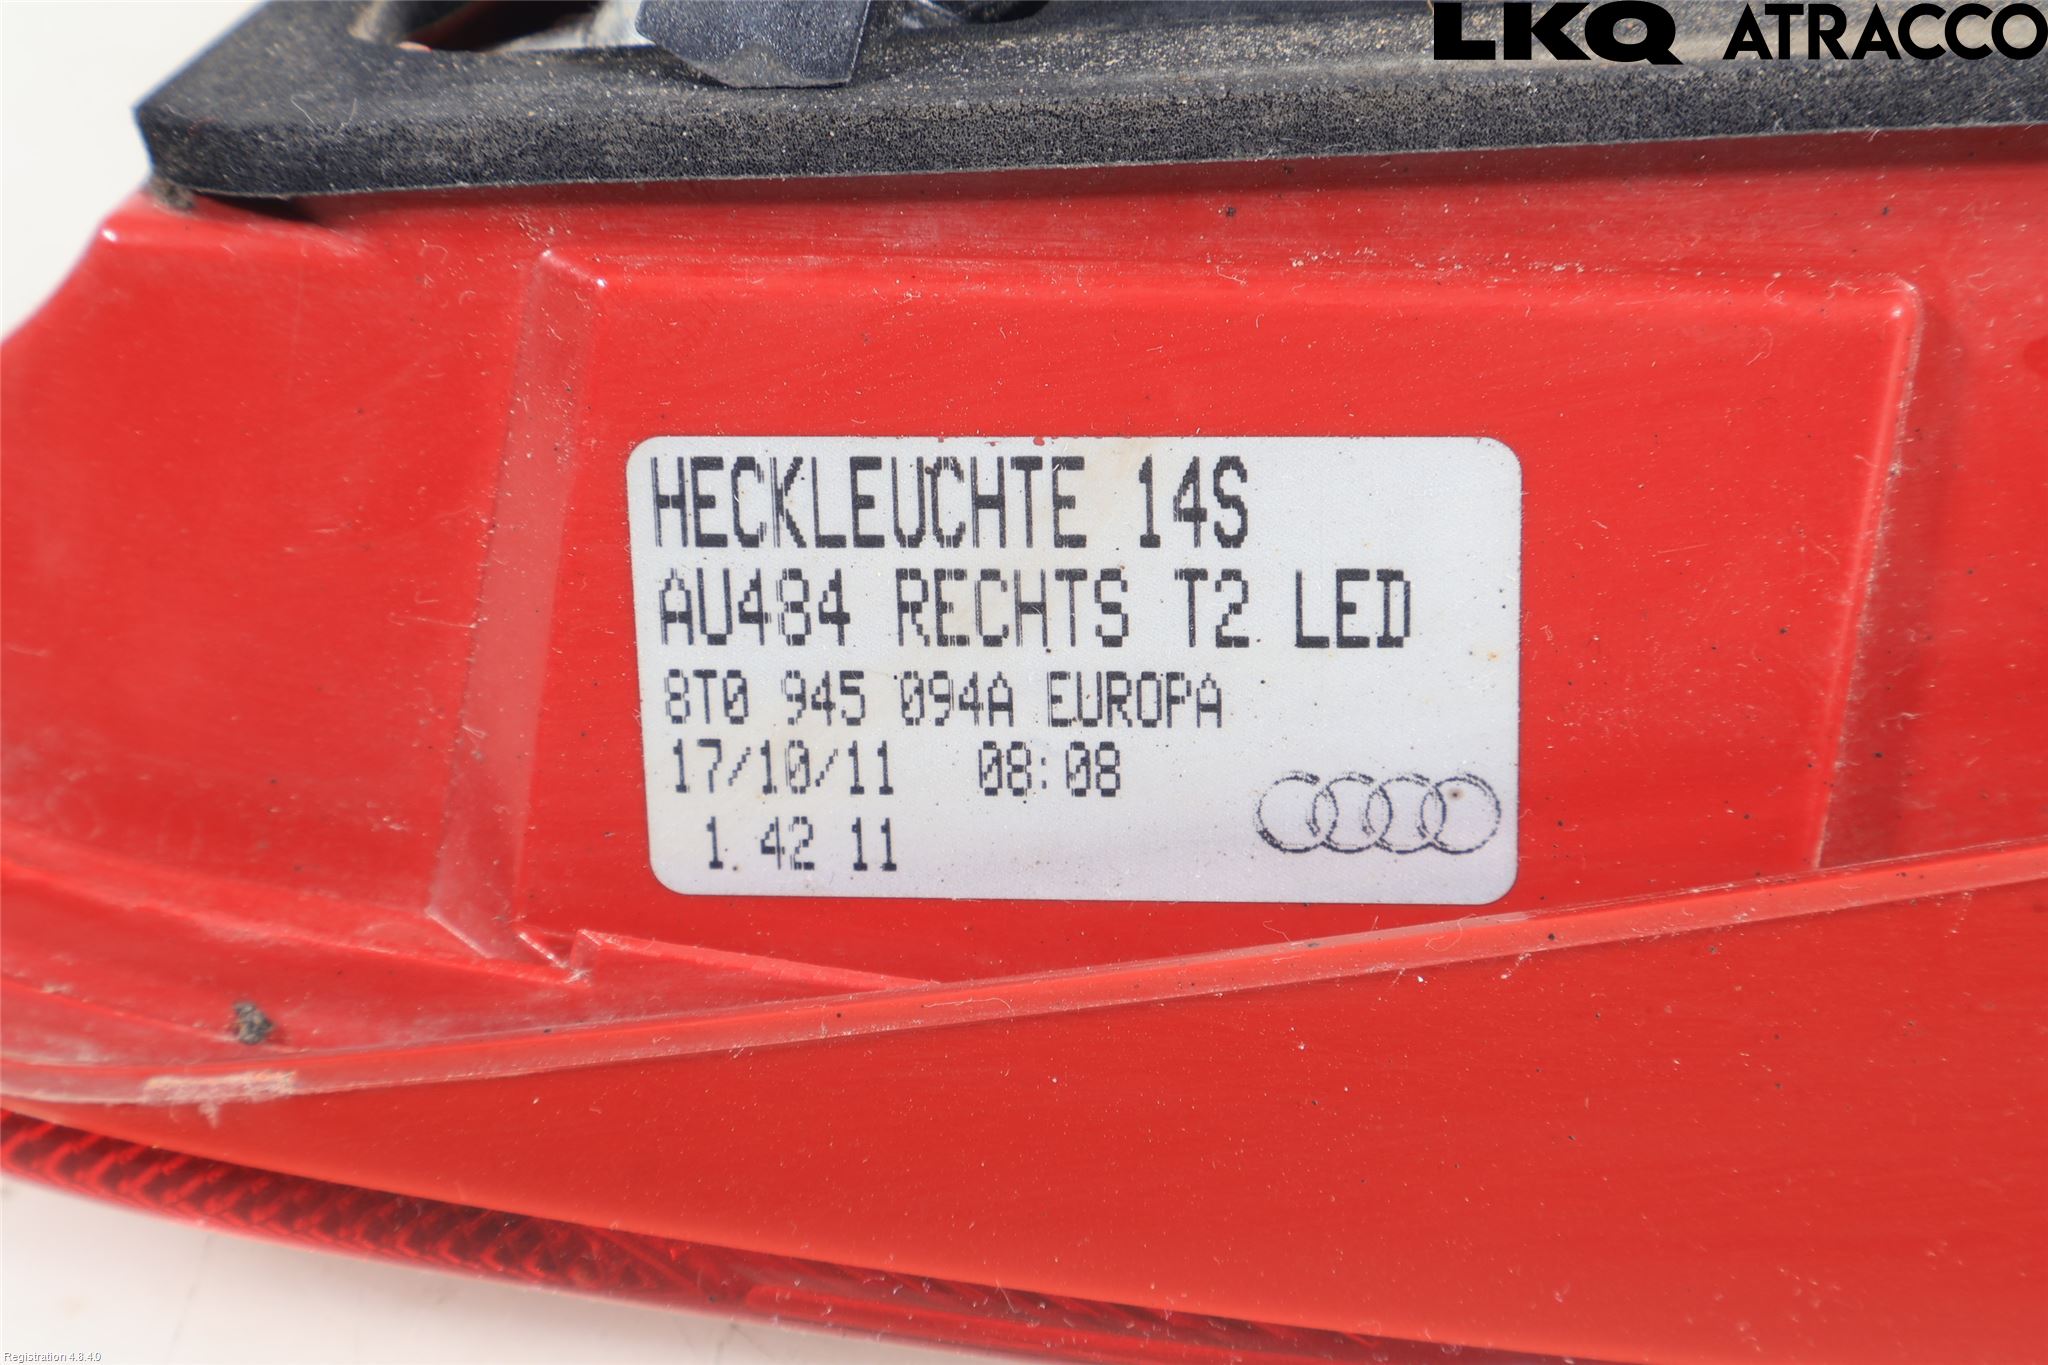 LKQ ATRACCO
HECKLEUCHTE 14S
AU484 RECHTS T2 LED
8T0 945 094A EUROPA
17/10/11 08:08
1 42 11
Registration 4.8.4.0